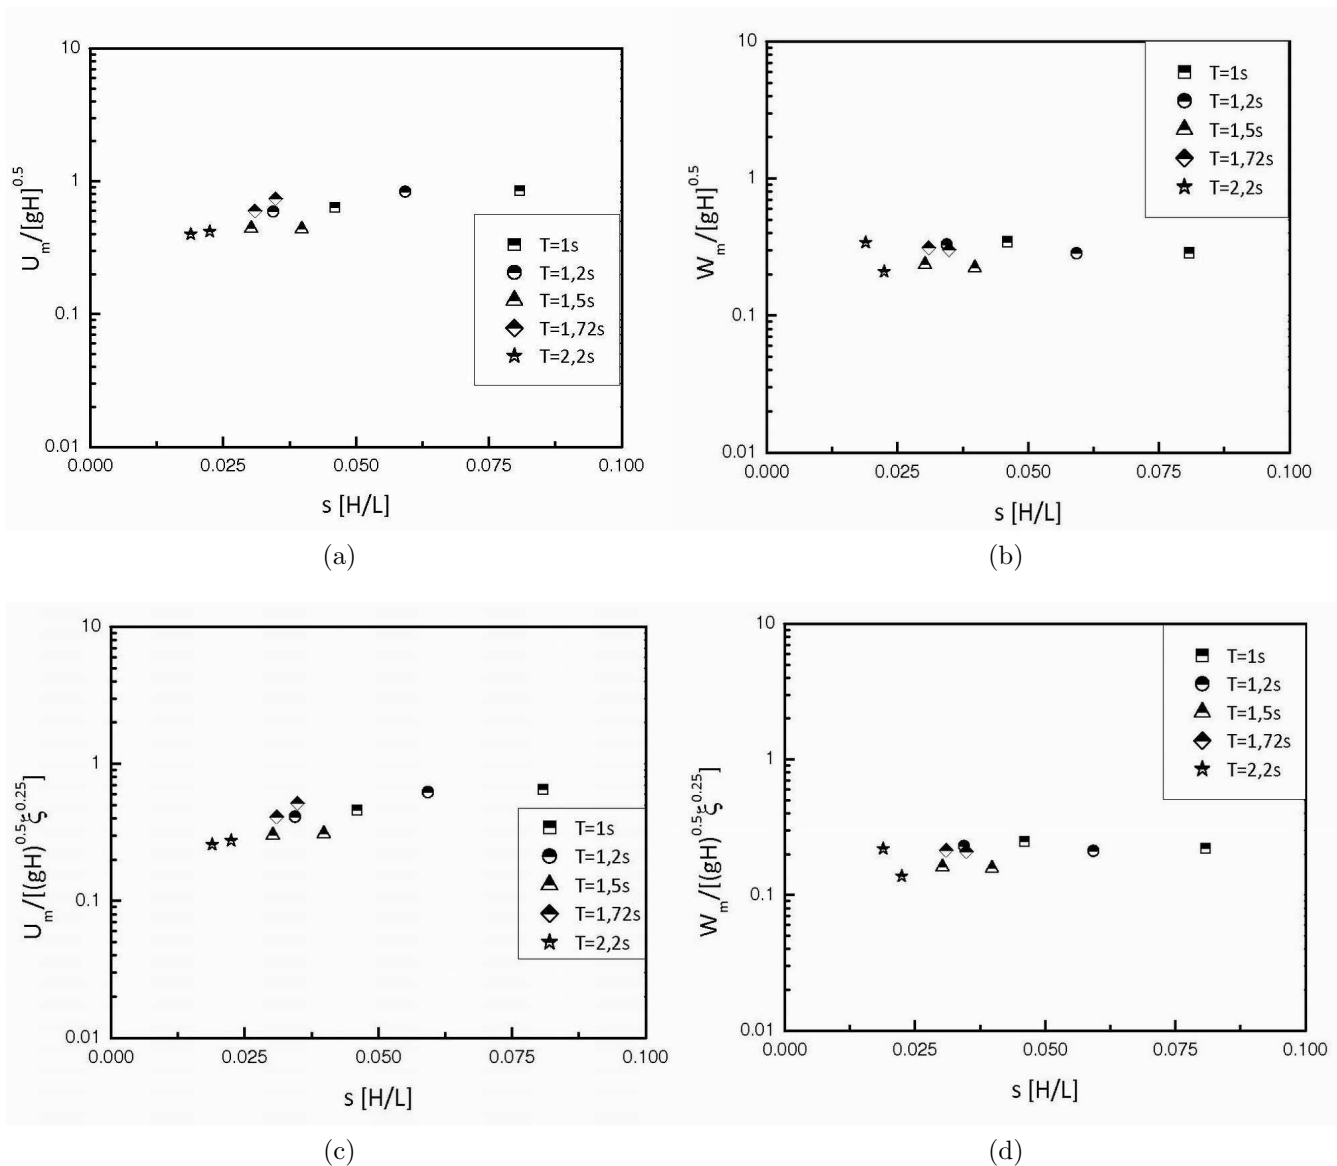 10
1
0.1
0.01
0.000
0.025
0.050
0.075
0.100
U_m/[gH]^0.5
s [H/L]
T=1s
T=1,2s
T=1,5s
T=1,72s
T=2,2s
(a)
10
1
0.1
0.01
0.000
0.025
0.050
0.075
0.100
W_m/[gH]^0.5
s [H/L]
T=1s
T=1,2s
T=1,5s
T=1,72s
T=2,2s
(b)
10
1
0.1
0.01
0.000
0.025
0.050
0.075
0.100
U_m/[(gH)^0.5 ξ^0.25]
s [H/L]
T=1s
T=1,2s
T=1,5s
T=1,72s
T=2,2s
(c)
10
1
0.1
0.01
0.000
0.025
0.050
0.075
0.100
W_m/[(gH)^0.5 ξ^0.25]
s [H/L]
T=1s
T=1,2s
T=1,5s
T=1,72s
T=2,2s
(d)